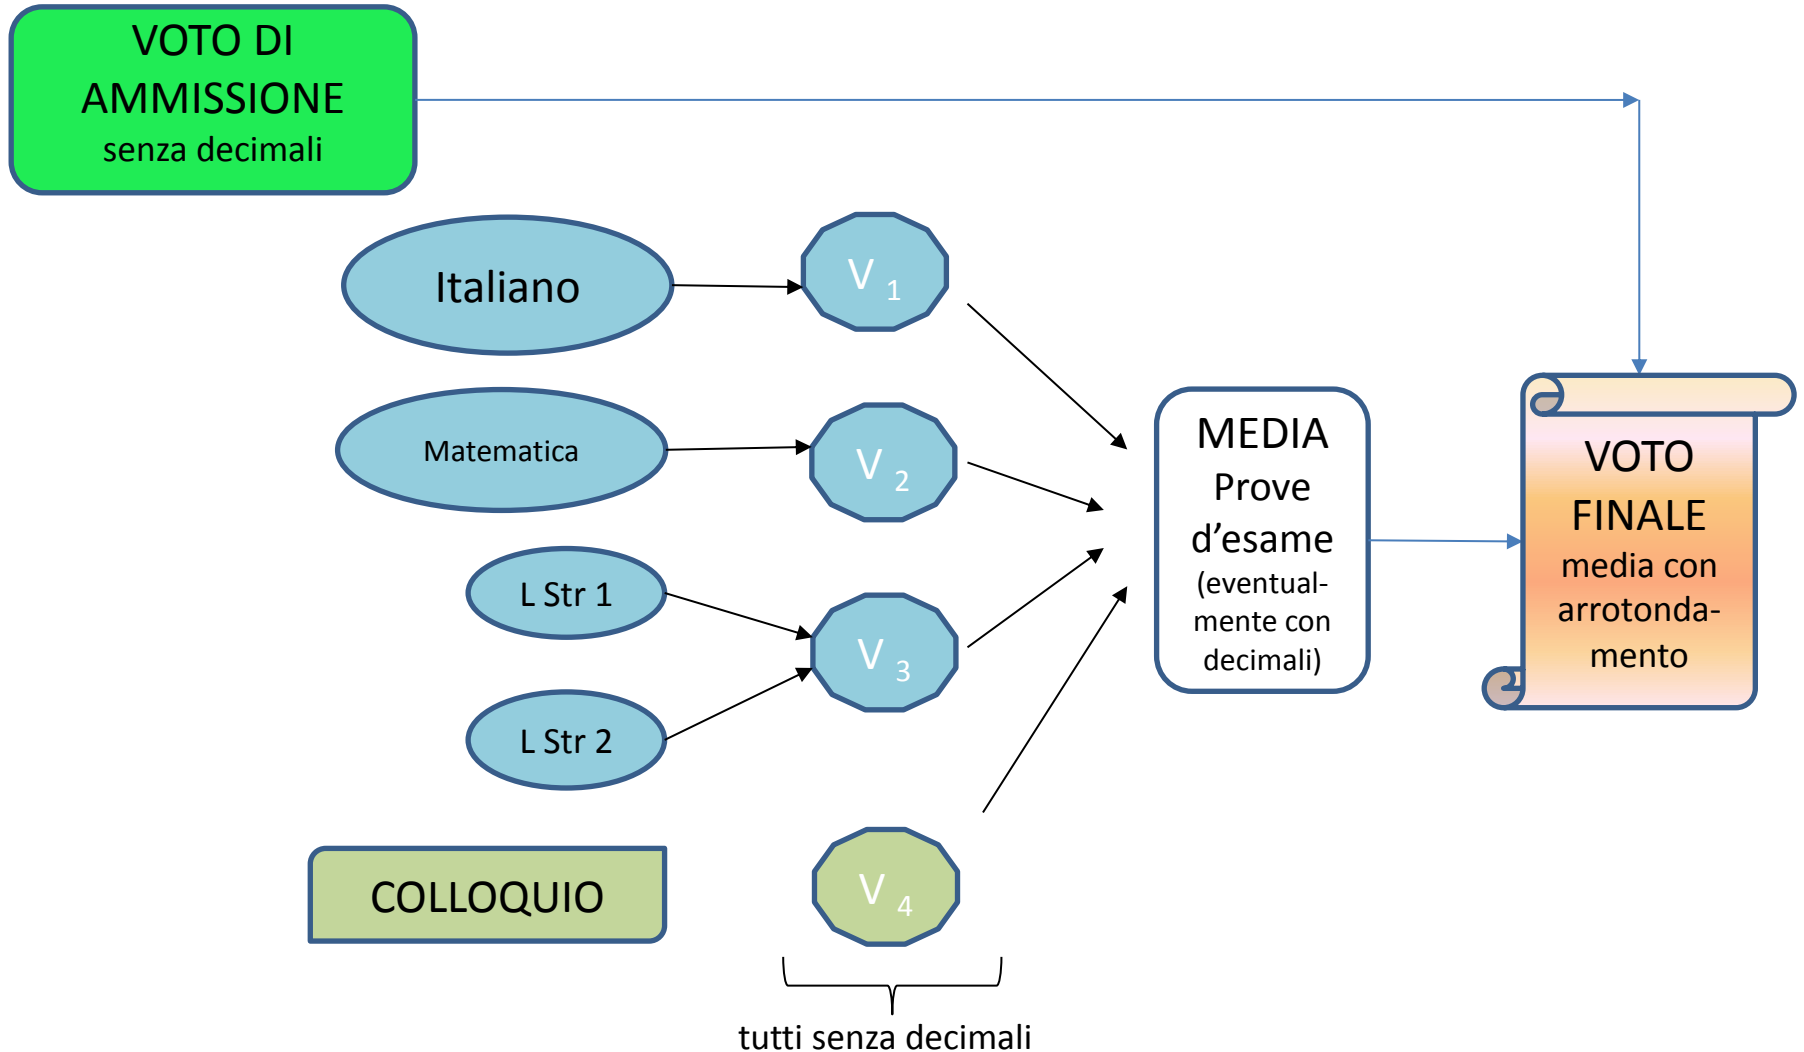 VOTO DI
AMMISSIONE
senza decimali
Italiano
V 1
Matematica
V 2
L Str 1
L Str 2
V 3
COLLOQUIO
V 4
tutti senza decimali
MEDIA
Prove
d’esame
(eventual-
mente con
decimali)
VOTO
FINALE
media con
arrotonda-
mento